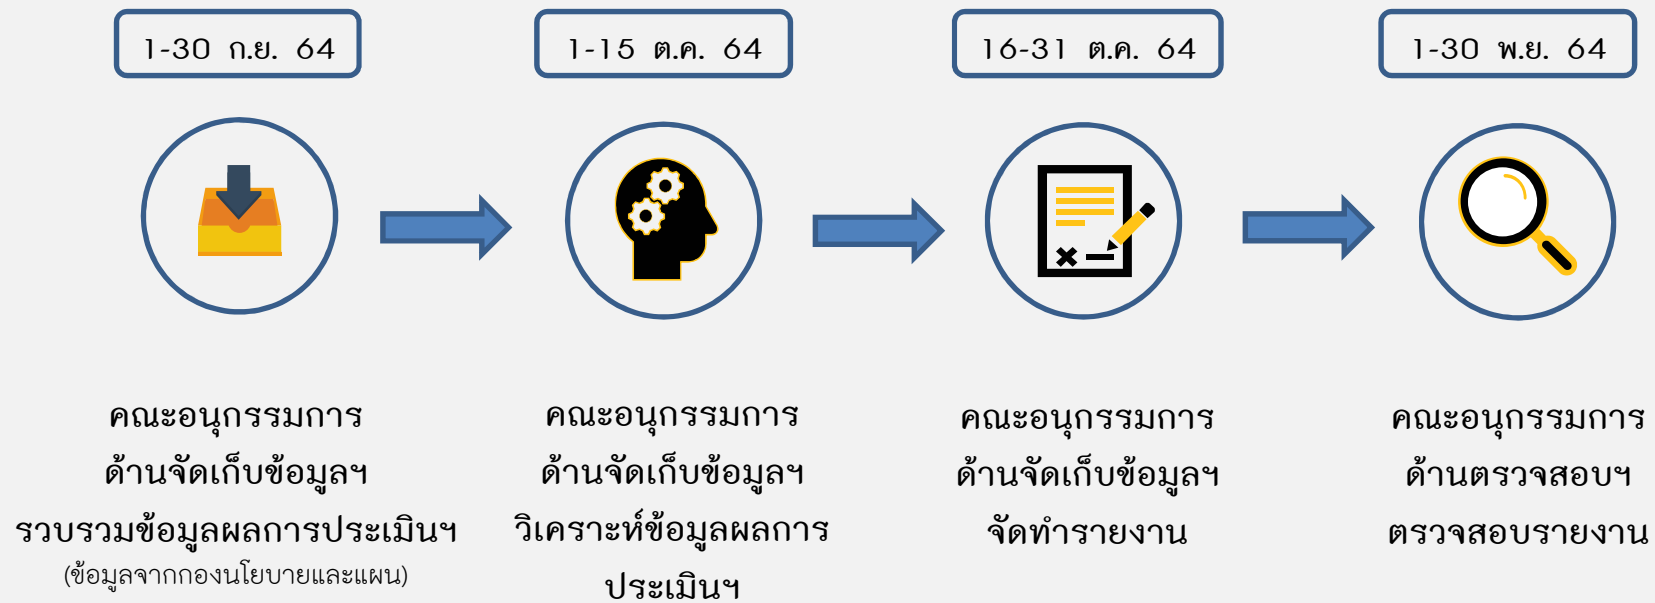 1-30 ก.ย. 64
1-15 ต.ค. 64
16-31 ต.ค. 64
1-30 พ.ย. 64
คณะอนุกรรมการ
ด้านจัดเก็บข้อมูลฯ
รวบรวมข้อมูลผลการประเมินฯ
(ข้อมูลจากกองนโยบายและแผน)
คณะอนุกรรมการ
ด้านจัดเก็บข้อมูลฯ
วิเคราะห์ข้อมูลผลการ
ประเมินฯ
คณะอนุกรรมการ
ด้านจัดเก็บข้อมูลฯ
จัดทำรายงาน
คณะอนุกรรมการ
ด้านตรวจสอบฯ
ตรวจสอบรายงาน